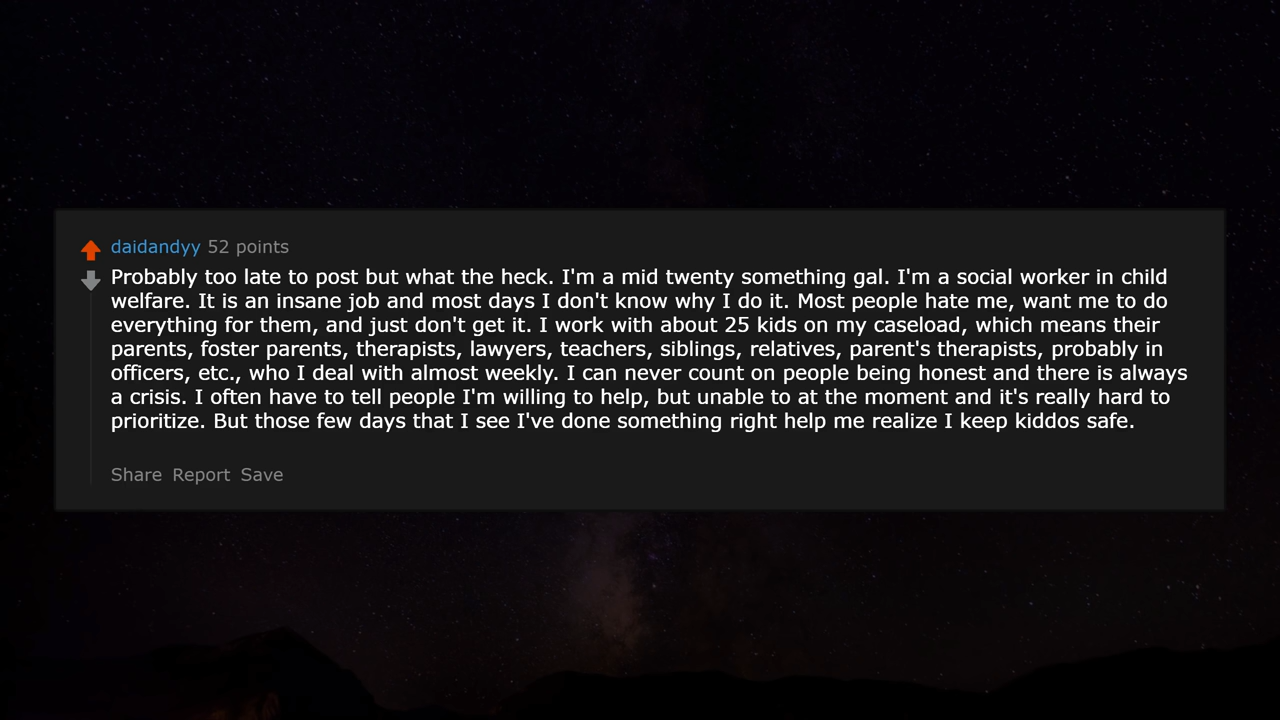 daidandyy 52 points
Probably too late to post but what the heck. I'm a mid twenty something gal. I'm a social worker in child
welfare. It is an insane job and most days I don't know why I do it. Most people hate me, want me to do
everything for them, and just don't get it. I work with about 25 kids on my caseload, which means their
parents, foster parents, therapists, lawyers, teachers, siblings, relatives, parent's therapists, probably in
officers, etc., who I deal with almost weekly. I can never count on people being honest and there is always
a crisis. I often have to tell people I'm willing to help, but unable to at the moment and it's really hard to
prioritize. But those few days that I see I've done something right help me realize I keep kiddos safe.
Share Report Save